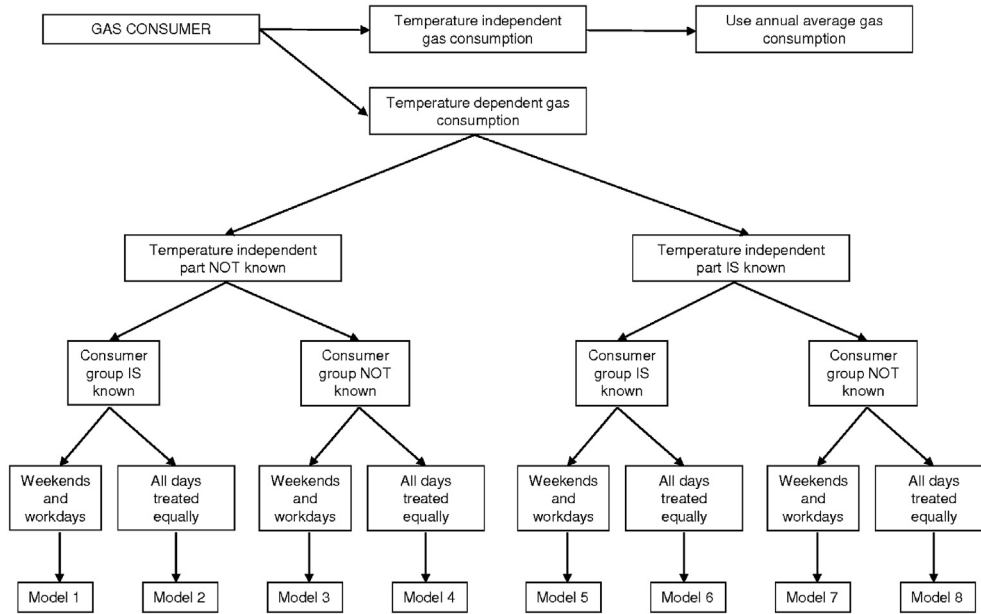 GAS CONSUMER
Temperature independent
gas consumption
Use annual average gas
consumption
Temperature dependent gas
consumption
Temperature independent
part NOT known
Temperature independent
part IS known
Consumer
group IS
known
Consumer
group NOT
known
Consumer
group IS
known
Consumer
group NOT
known
Weekends
and
workdays
All days
treated
equally
Weekends
and
workdays
All days
treated
equally
Weekends
and
workdays
All days
treated
equally
Weekends
and
workdays
All days
treated
equally
Model 1
Model 2
Model 3
Model 4
Model 5
Model 6
Model 7
Model 8